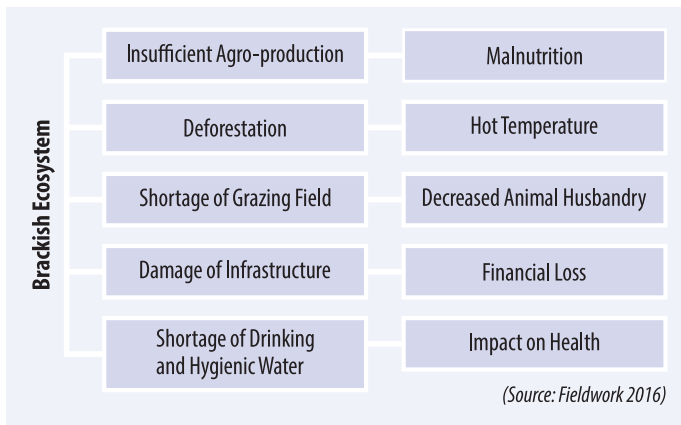 Brackish Ecosystem
Insufficient Agro-production
Malnutrition
Deforestation
Hot Temperature
Shortage of Grazing Field
Decreased Animal Husbandry
Damage of Infrastructure
Financial Loss
Shortage of Drinking
and Hygienic Water
Impact on Health
(Source: Fieldwork 2016)